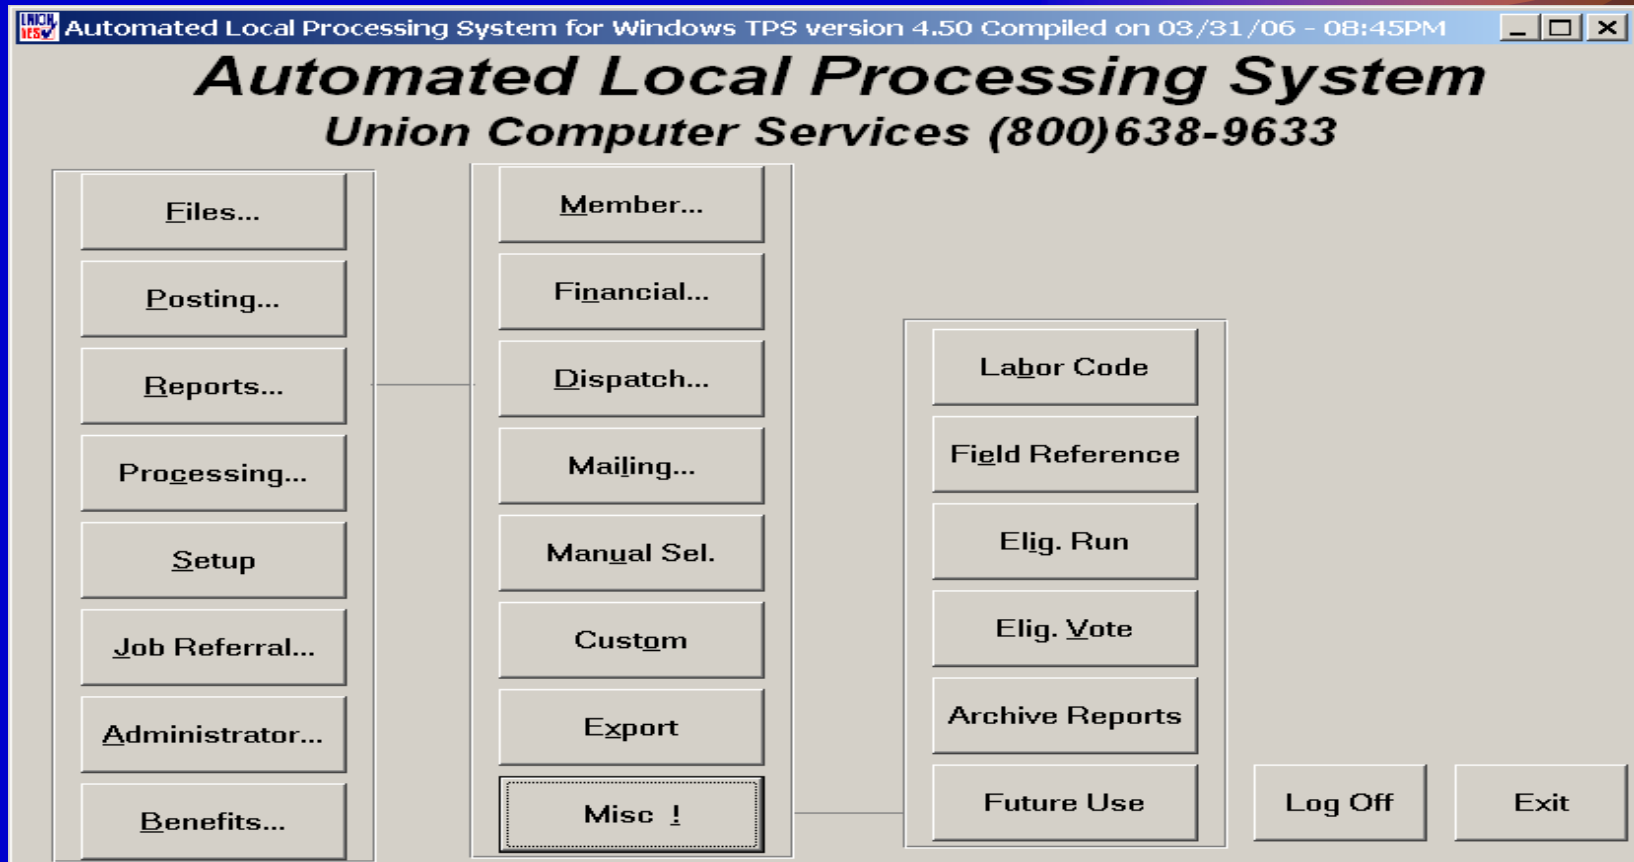 UNION
YES
Automated Local Processing System for Windows TPS version 4.50 Compiled on 03/31/06 - 08:45PM
Automated Local Processing System
Union Computer Services (800)638-9633
Files...
Posting...
Reports...
Processing...
Setup
Job Referral...
Administrator...
Benefits...
Member...
Financial...
Dispatch...
Mailing...
Manual Sel.
Custom
Export
Misc !
Labor Code
Field Reference
Elig. Run
Elig. Vote
Archive Reports
Future Use
Log Off
Exit